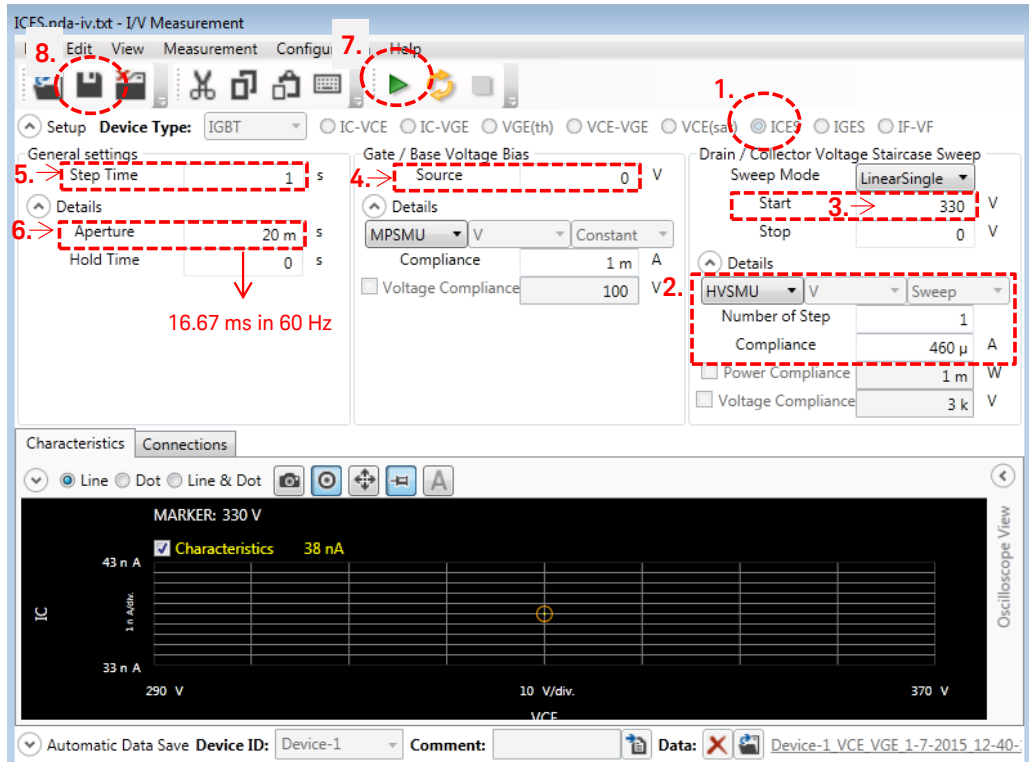 ICES.nda-iv.txt - I/V Measurement
8. Edit View Measurement Configu 7. Help
1.
Setup Device Type: IGBT IC-VCE IC-VGE VGE(th) VCE-VGE VCE(sat) ICES IGES IF-VF
General settings
5. Step Time 1 s
Details
6. Aperture 20 m s
Hold Time 0 s
16.67 ms in 60 Hz
Gate / Base Voltage Bias
4. Source 0 V
Details
MPSMU V Constant
Compliance 1 m A
Voltage Compliance 100 V
Drain / Collector Voltage Staircase Sweep
Sweep Mode LinearSingle
Start 3. 330 V
Stop 0 V
Details
2. HVSMU V Sweep
Number of Step 1
Compliance 460 µ A
Power Compliance 1 m W
Voltage Compliance 3 k V
Characteristics Connections
Line Dot Line & Dot A
MARKER: 330 V
Characteristics 38 nA
43 n A
IC
1 n A/div.
33 n A
290 V 10 V/div. 370 V
VCE
Oscilloscope View
Automatic Data Save Device ID: Device-1 Comment: Data: Device-1_VCE_VGE_1-7-2015_12-40-